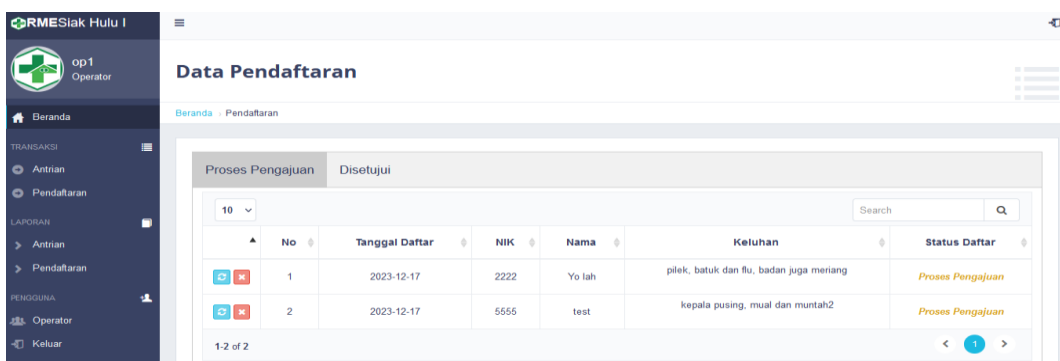 RMESiak Hulu I
op1
Operator
Beranda
TRANSAKSI
Antrian
Pendaftaran
LAPORAN
Antrian
Pendaftaran
PENGGUNA
Operator
Keluar
Data Pendaftaran
Beranda Pendaftaran
Proses Pengajuan Disetujui
10 Search
No Tanggal Daftar NIK Nama Keluhan Status Daftar
1 2023-12-17 2222 Yo lah pilek, batuk dan flu, badan juga meriang Proses Pengajuan
2 2023-12-17 5555 test kepala pusing, mual dan muntah2 Proses Pengajuan
1-2 of 2 1